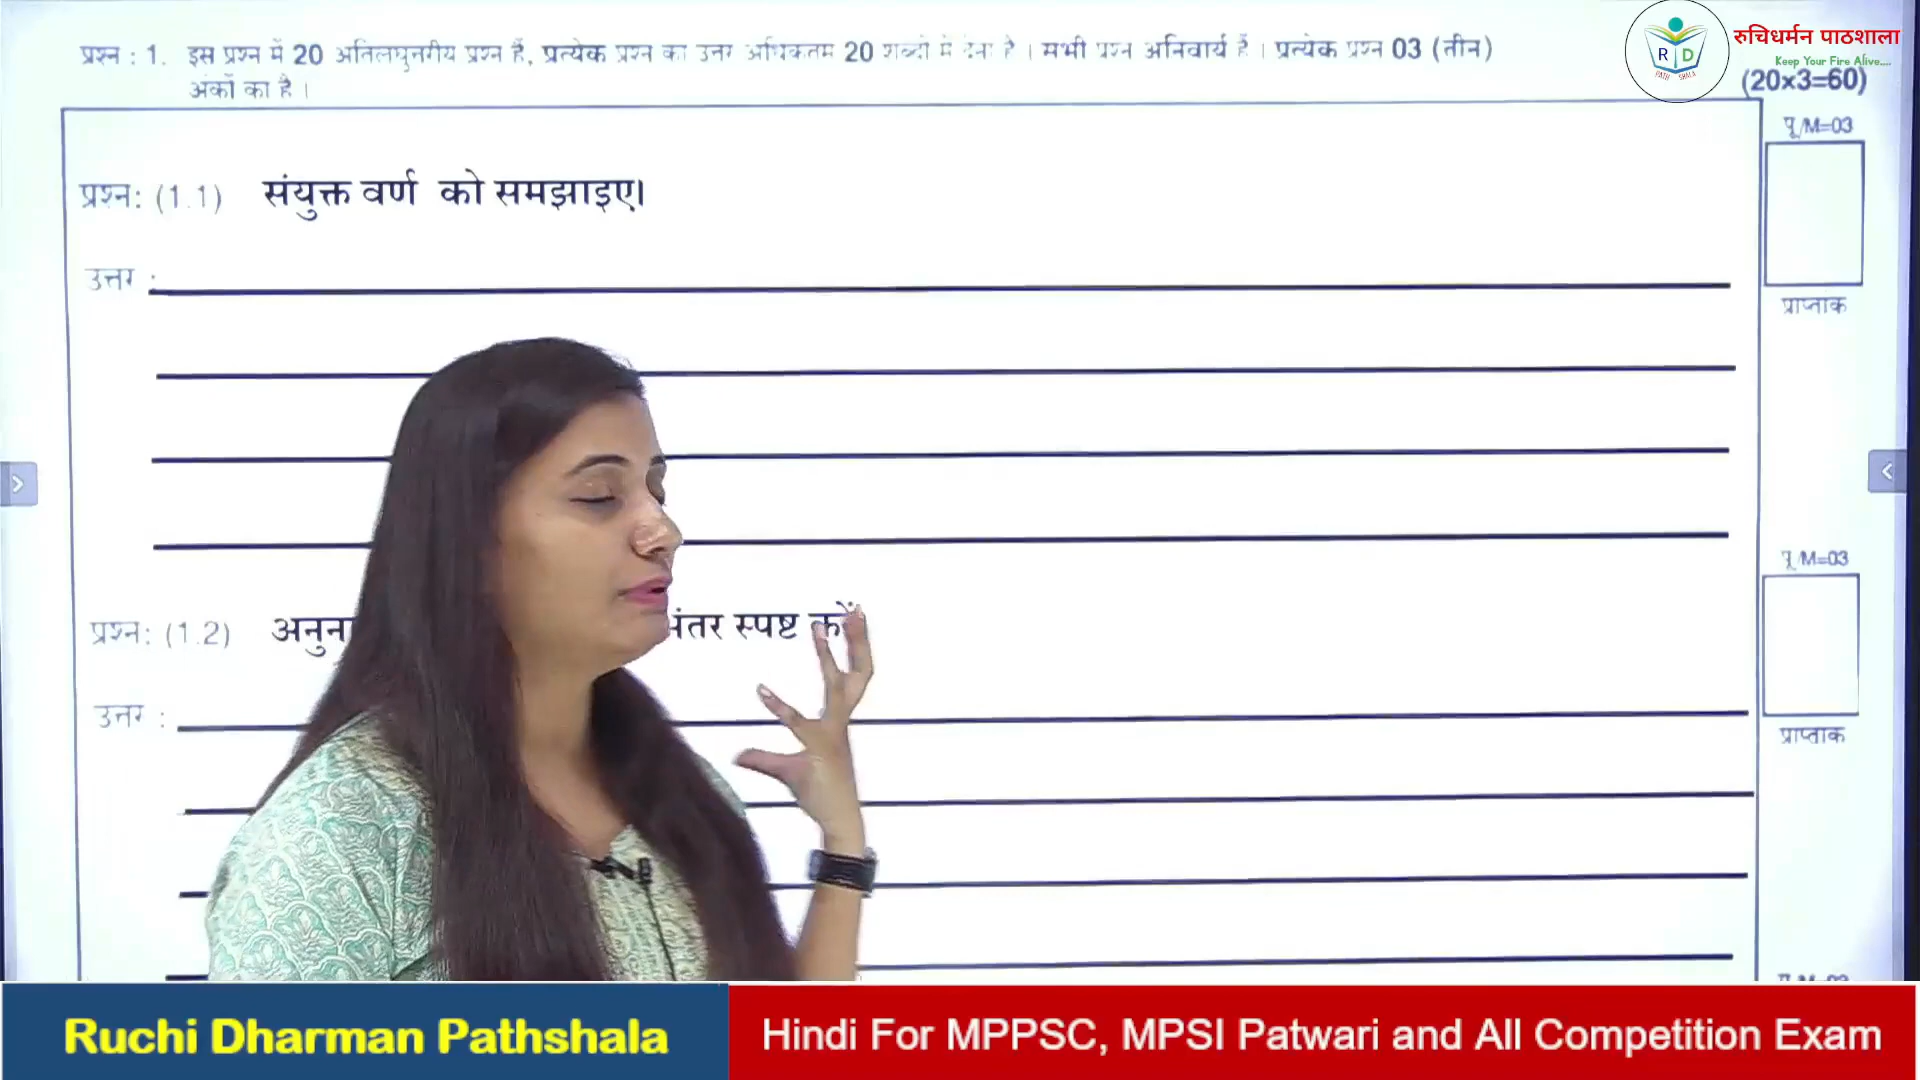 प्रश्न : 1. इस प्रश्न में 20 अतिलघुत्तरीय प्रश्न हैं, प्रत्येक प्रश्न का उत्तर अधिकतम 20 शब्दों में देना है । सभी प्रश्न अनिवार्य हैं । प्रत्येक प्रश्न 03 (तीन)
अंकों का है ।
(20x3=60)
रुचिधर्मन पाठशाला
Keep Your Fire Alive....
R D
PATH SHALA
पू/M=03
प्रश्न: (1.1) संयुक्त वर्ण को समझाइए।
उत्तर :
प्राप्तांक
पू/M=03
प्रश्न: (1.2) अंतर स्पष्ट करें
उत्तर :
प्राप्तांक
Ruchi Dharman Pathshala
Hindi For MPPSC, MPSI Patwari and All Competition Exam